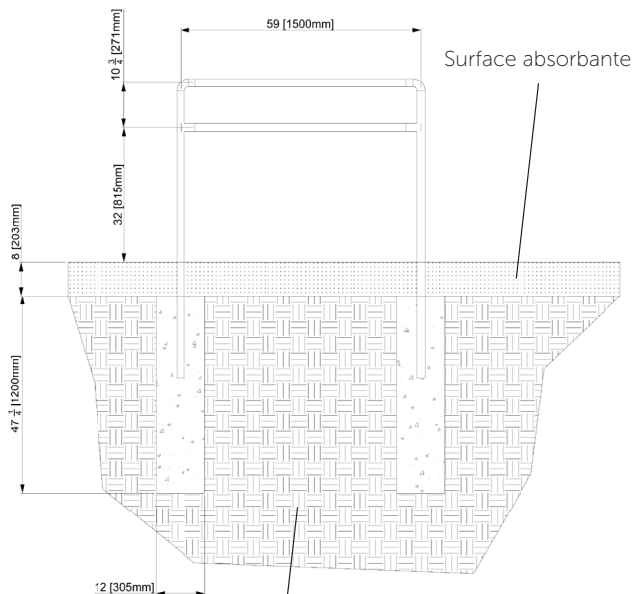 59 [1500mm]
10 3/4 [271mm]
Surface absorbante
32 [815mm]
8 [203mm]
47 1/4 [1200mm]
12 [305mm]